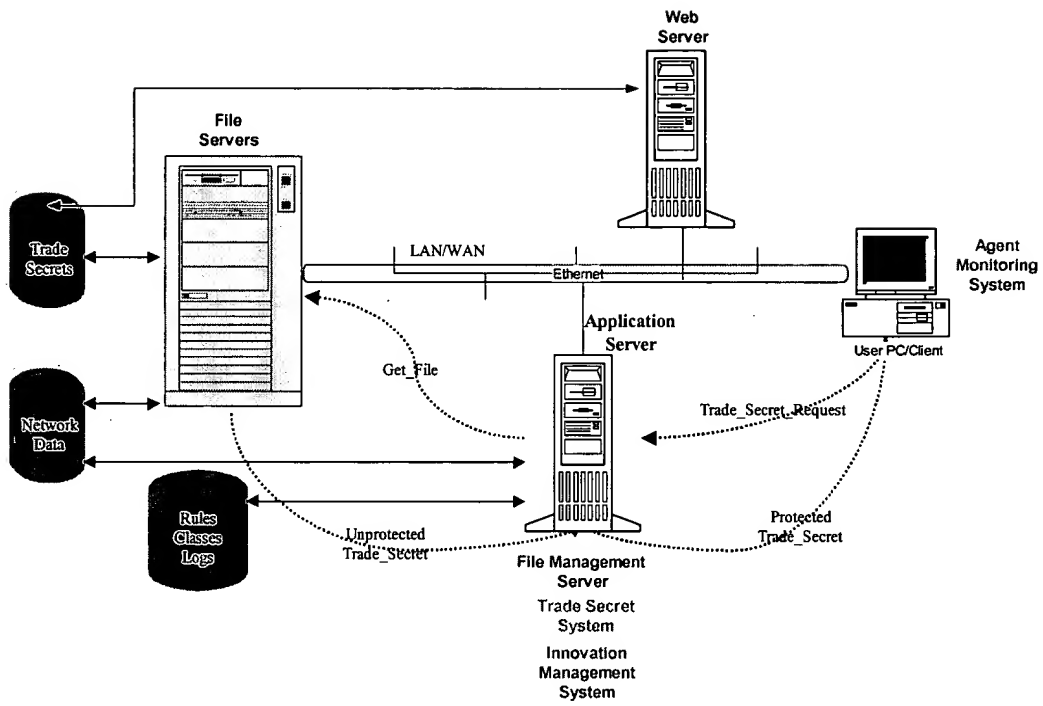 Web
Server
File
Servers
Trade
Secrets
LAN/WAN
Ethernet
Agent
Monitoring
System
Application
Server
User PC/Client
Get_File
Trade_Secret_Request
Network
Data
Rules
Classes
Logs
Unprotected
Trade_Secret
Protected
Trade_Secret
File Management
Server
Trade Secret
System
Innovation
Management
System